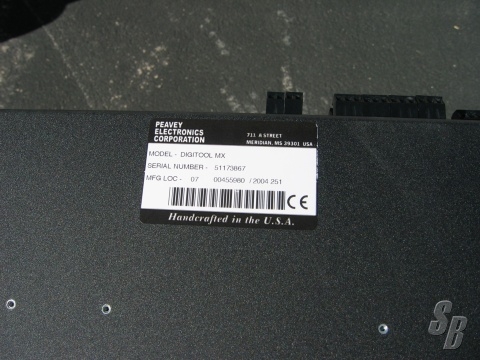 PEAVEY
ELECTRONICS
CORPORATION
711 A STREET
MERIDIAN, MS 39301 USA
MODEL - DIGITOOL MX
SERIAL NUMBER - 51173867
MFG LOC - 07 00455980 / 2004 251
CE
Handcrafted in the U.S.A.
SB